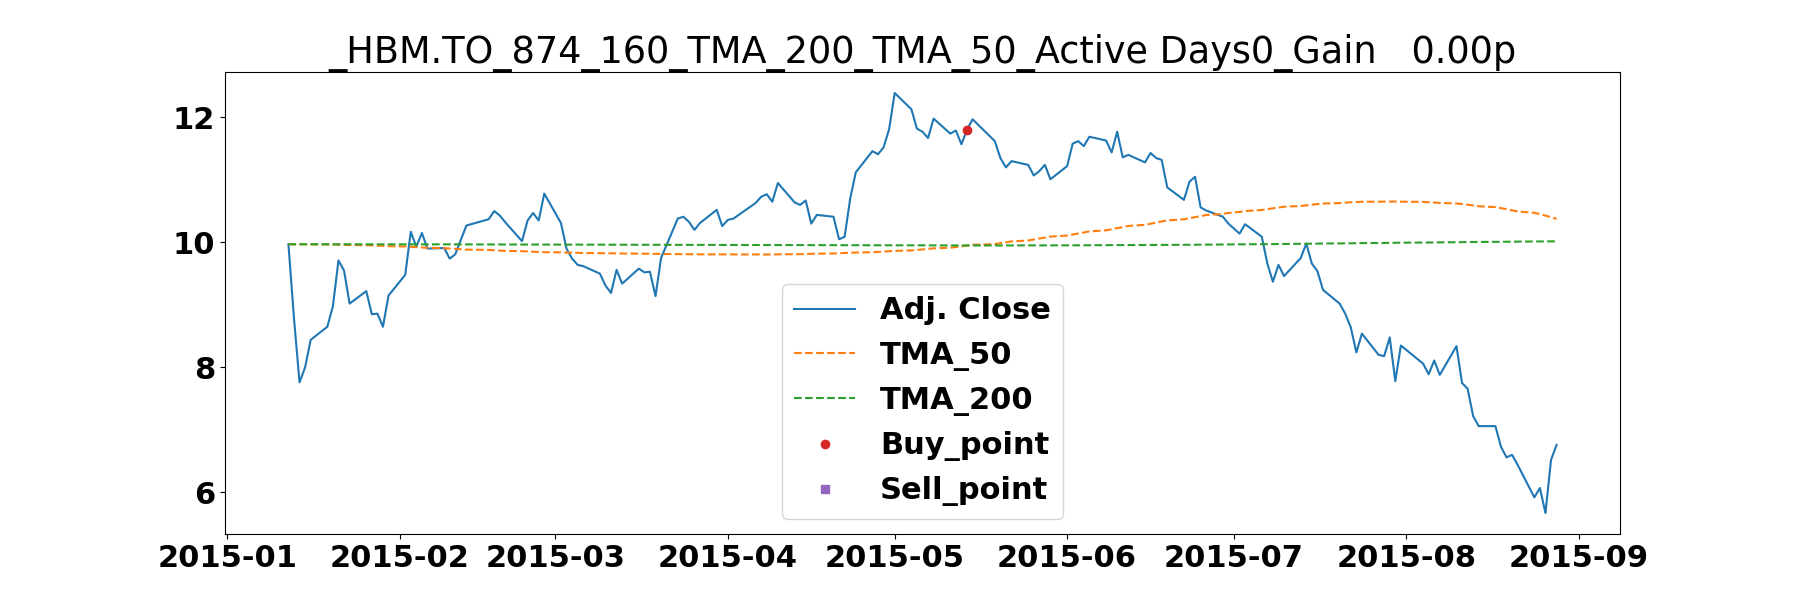 _HBM.TO_874_160_TMA_200_TMA_50_Active Days0_Gain   0.00p
12
10
8
6
Adj. Close
TMA_50
TMA_200
Buy_point
Sell_point
2015-01 2015-02 2015-03 2015-04 2015-05 2015-06 2015-07 2015-08 2015-09